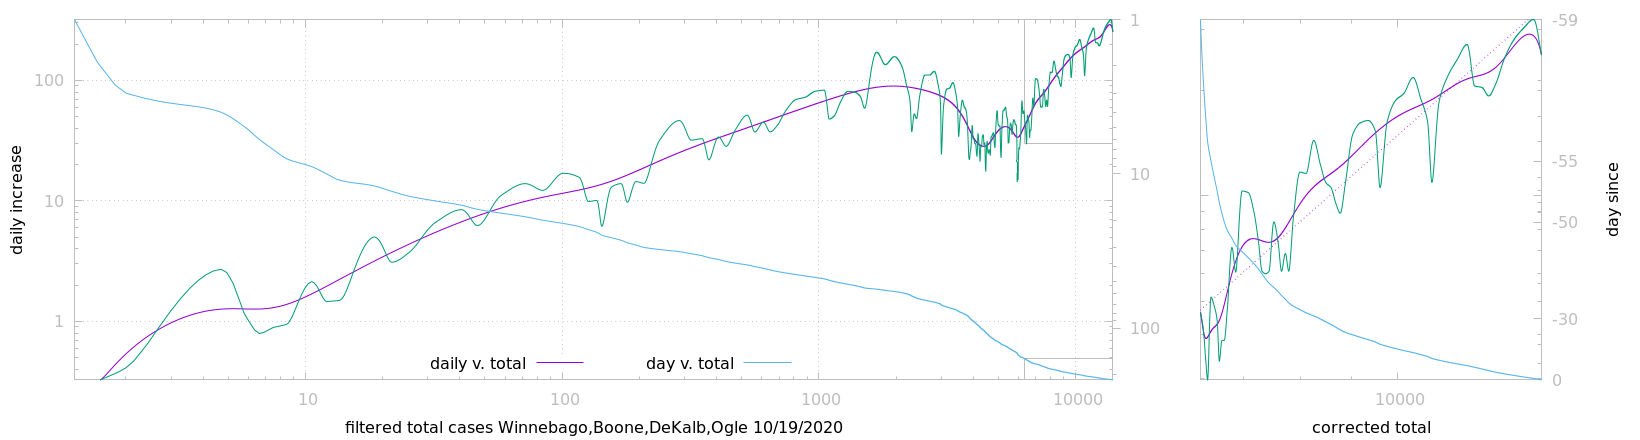 daily increase
100
10
1
1
10
100
daily v. total
day v. total
10
100
1000
10000
filtered total cases Winnebago,Boone,DeKalb,Ogle 10/19/2020
-59
-55
-50
-30
0
day since
10000
corrected total